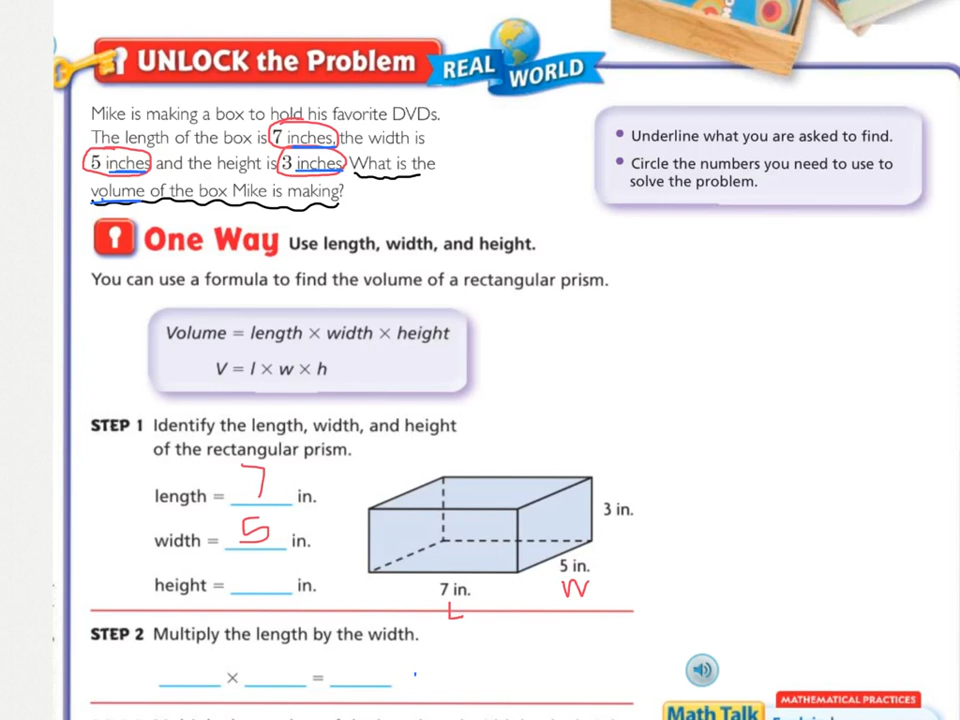 UNLOCK the Problem
REAL WORLD
Mike is making a box to hold his favorite DVDs.
The length of the box is 7 inches, the width is
5 inches and the height is 3 inches. What is the
volume of the box Mike is making?
• Underline what you are asked to find.
• Circle the numbers you need to use to
solve the problem.
One Way Use length, width, and height.
You can use a formula to find the volume of a rectangular prism.
Volume = length × width × height
V = l × w × h
STEP 1 Identify the length, width, and height
of the rectangular prism.
length = 7 in.
width = 5 in.
height = ____ in.
3 in.
5 in.
W
7 in.
L
STEP 2 Multiply the length by the width.
____ × ____ = ____
MATHEMATICAL PRACTICES
Math Talk